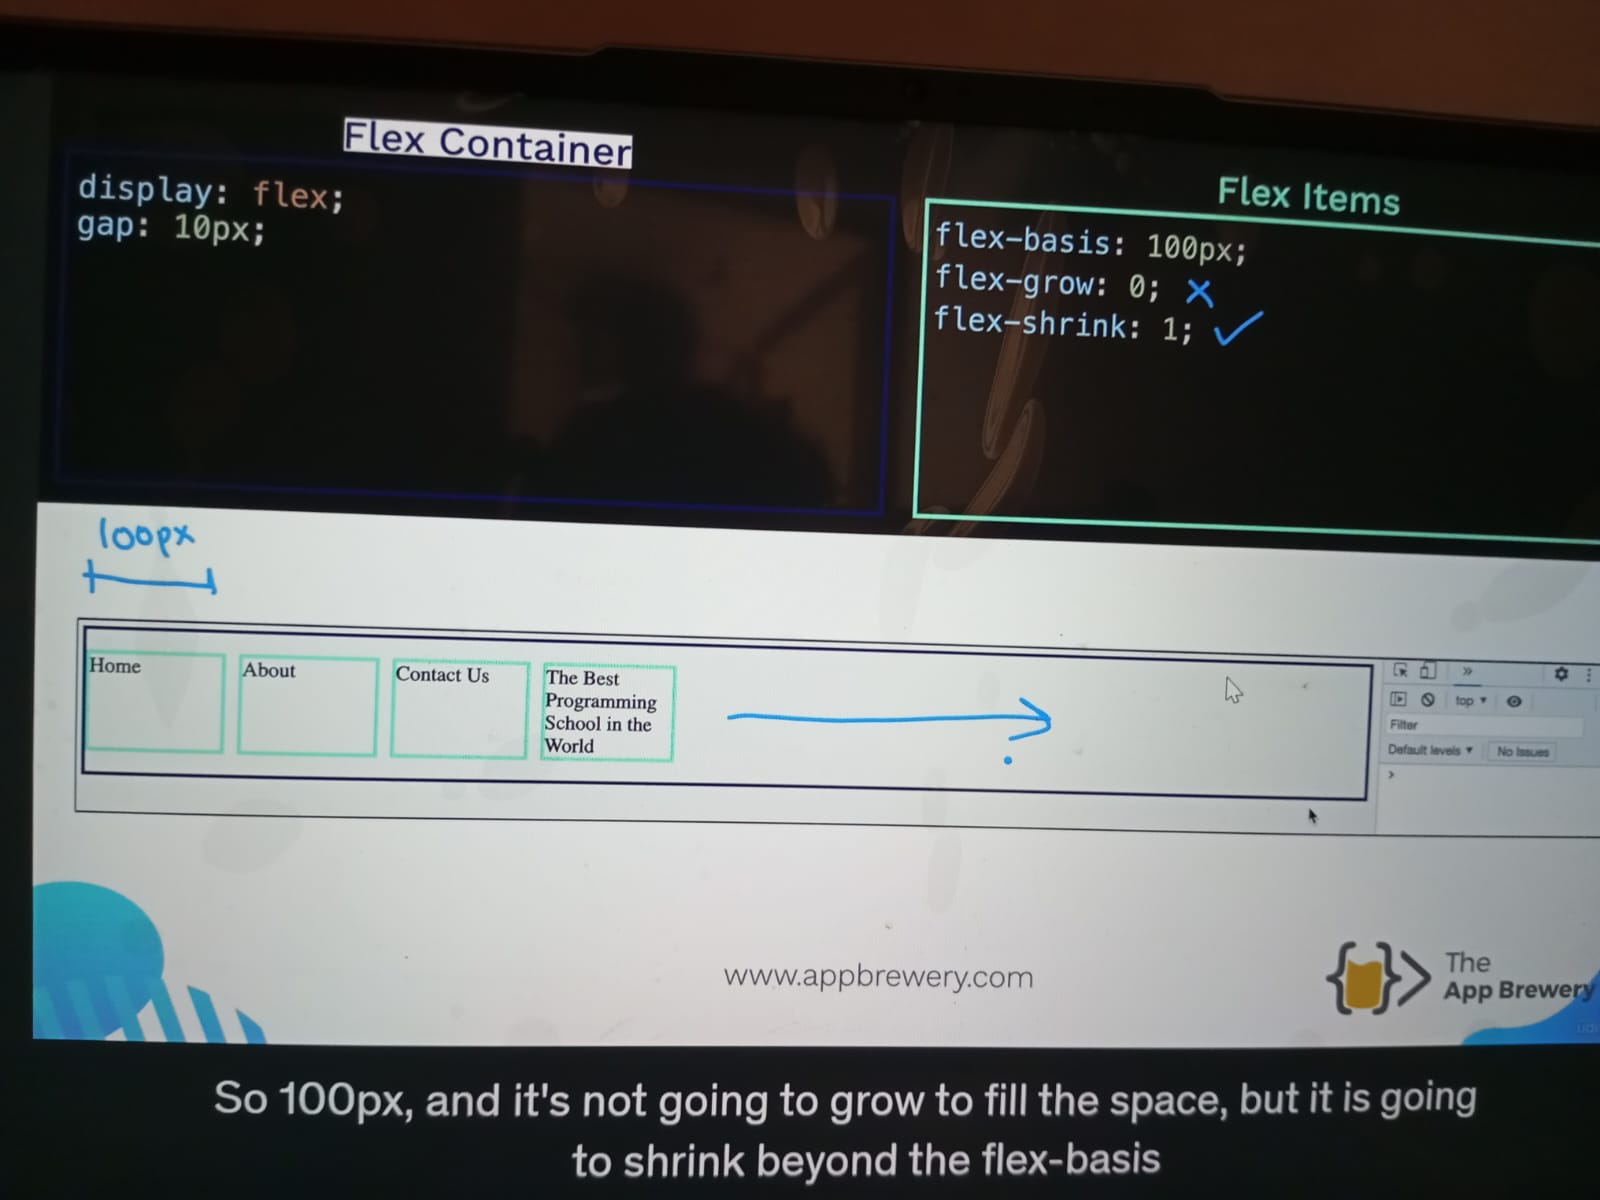 Flex Container
display: flex;
gap: 10px;
Flex Items
flex-basis: 100px;
flex-grow: 0;
flex-shrink: 1;
100px
Home
About
Contact Us
The Best
Programming
School in the
World
»
top
Filter
Default levels
No Issues
>
www.appbrewery.com
The
App Brewery
So 100px, and it's not going to grow to fill the space, but it is going
to shrink beyond the flex-basis